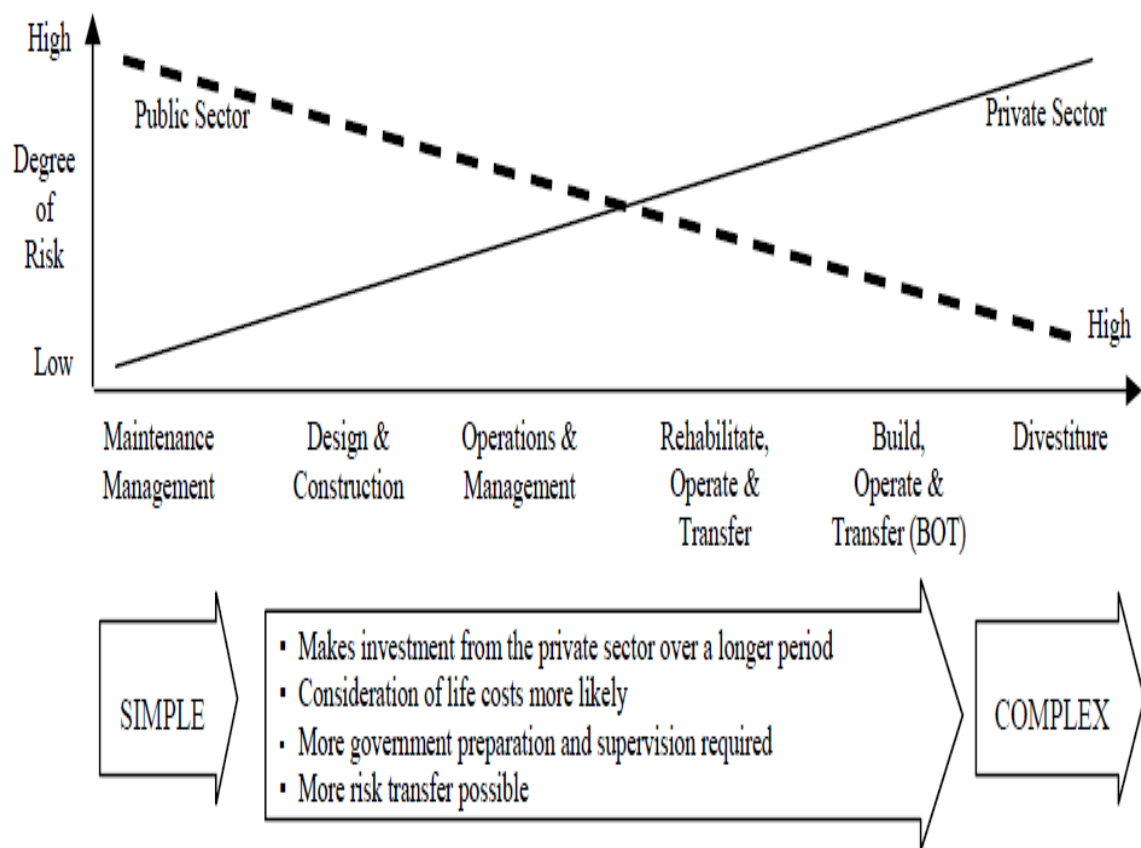 High
Public Sector
Private Sector
Degree
of
Risk
High
Low
Maintenance
Management
Design &
Construction
Operations &
Management
Rehabilitate,
Operate &
Transfer
Build,
Operate &
Transfer (BOT)
Divestiture
SIMPLE
▪ Makes investment from the private sector over a longer period
▪ Consideration of life costs more likely
▪ More government preparation and supervision required
▪ More risk transfer possible
COMPLEX